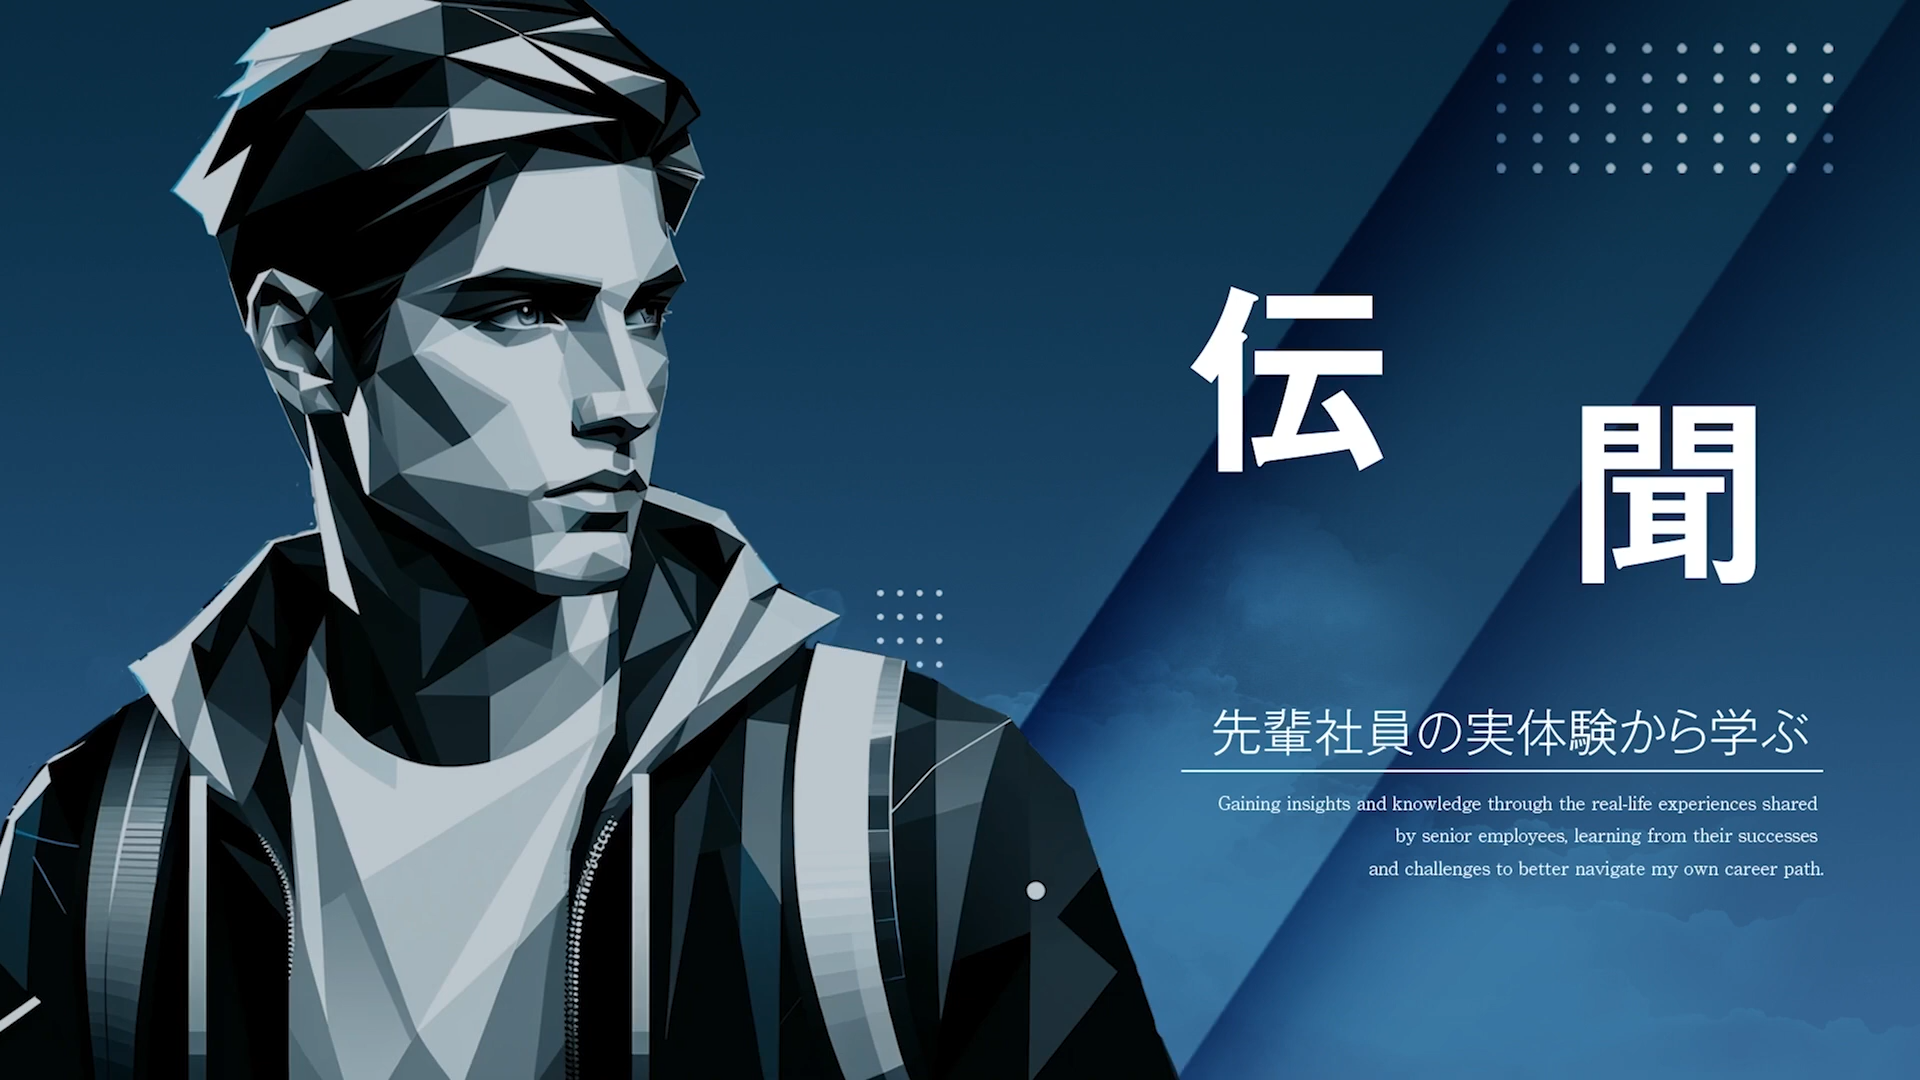 伝聞
先輩社員の実体験から学ぶ
Gaining insights and knowledge through the real-life experiences shared
by senior employees, learning from their successes
and challenges to better navigate my own career path.